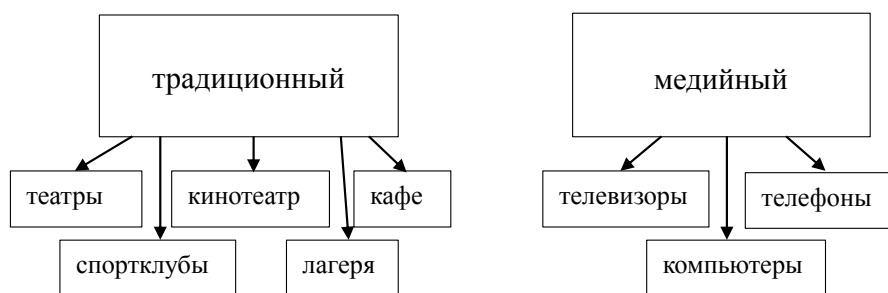 традиционный
медийный
театры
кинотеатр
кафе
телевизоры
телефоны
спортклубы
лагеря
компьютеры